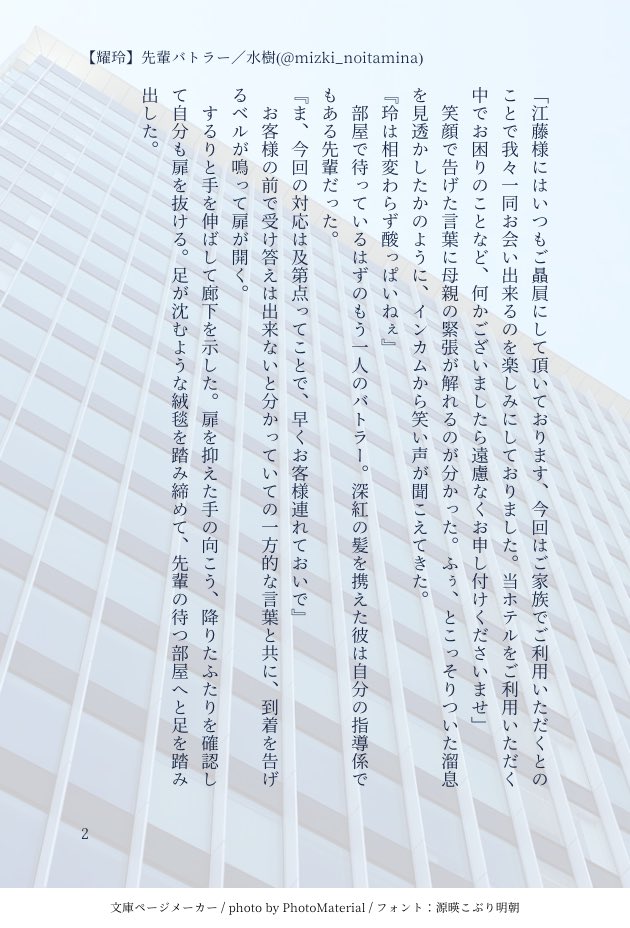 【耀玲】先輩バトラー／水樹(@mizki_noitamina)
「江藤様にはいつもご贔屓にして頂いております、今回はご家族でご利用いただくとの
ことで我々一同お会い出来るのを楽しみにしておりました。当ホテルをご利用いただく
中でお困りのことなど、何かございましたら遠慮なくお申し付けくださいませ」
笑顔で告げた言葉に母親の緊張が解れるのが分かった。ふぅ、とこっそりついた溜息
を見透かしたかのように、インカムから笑い声が聞こえてきた。
『玲は相変わらず酸っぱいねぇ』
部屋で待っているはずのもう一人のバトラー。深紅の髪を携えた彼は自分の指導係で
もある先輩だった。
『ま、今回の対応は及第点ってことで、早くお客様連れておいで』
お客様の前で受け答えは出来ないと分かっていての一方的な言葉と共に、到着を告げ
るベルが鳴って扉が開く。
するりと手を伸ばして廊下を示した。扉を抑えた手の向こう、降りたふたりを確認し
て自分も扉を抜ける。足が沈むような絨毯を踏み締めて、先輩の待つ部屋へと足を踏み
出した。
2
文庫ページメーカー / photo by PhotoMaterial / フォント：源暎こぶり明朝